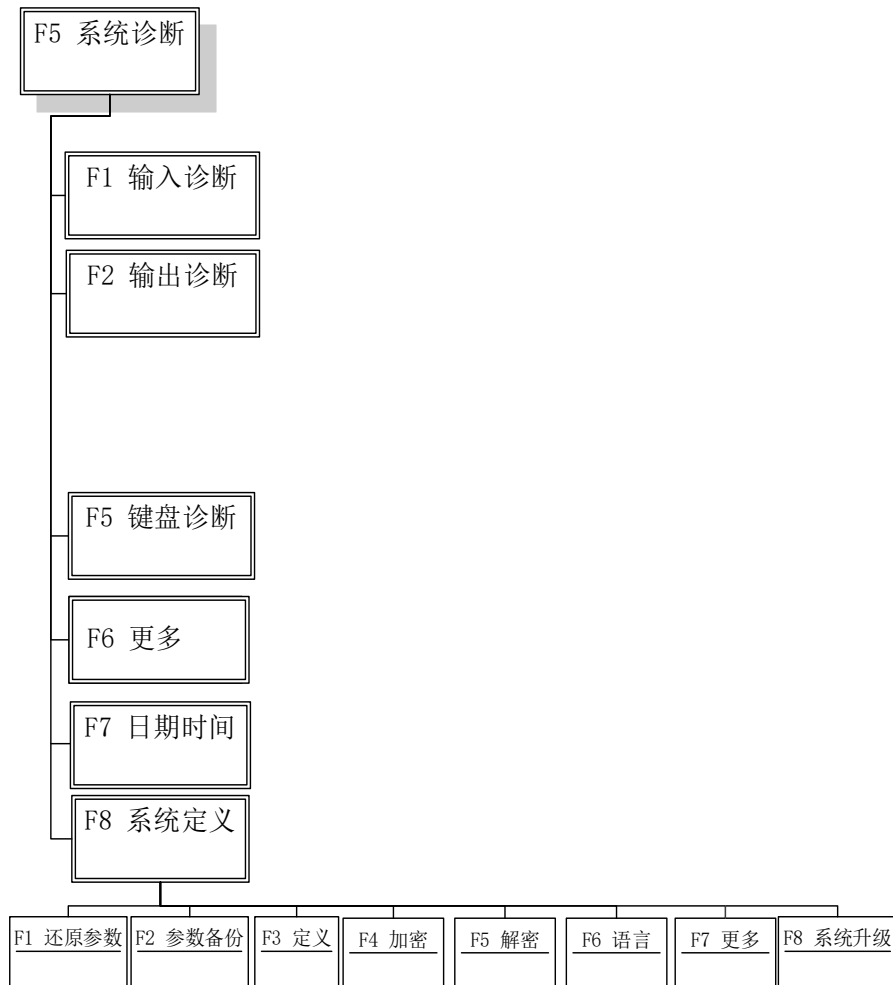 F5 系统诊断
F1 输入诊断
F2 输出诊断
F5 键盘诊断
F6 更多
F7 日期时间
F8 系统定义
F1 还原参数
F2 参数备份
F3 定义
F4 加密
F5 解密
F6 语言
F7 更多
F8 系统升级